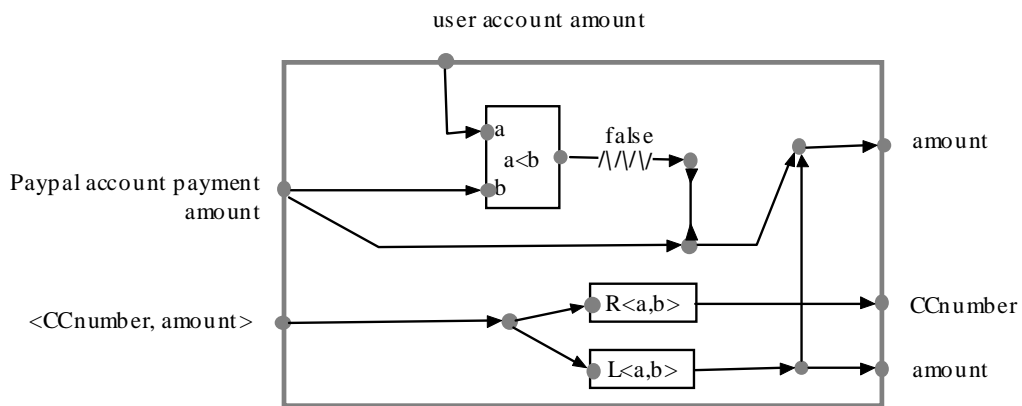 user account amount
a
a<b
b
false
amount
Paypal account payment
amount
R<a,b>
CCnumber
<CCnumber, amount>
L<a,b>
amount